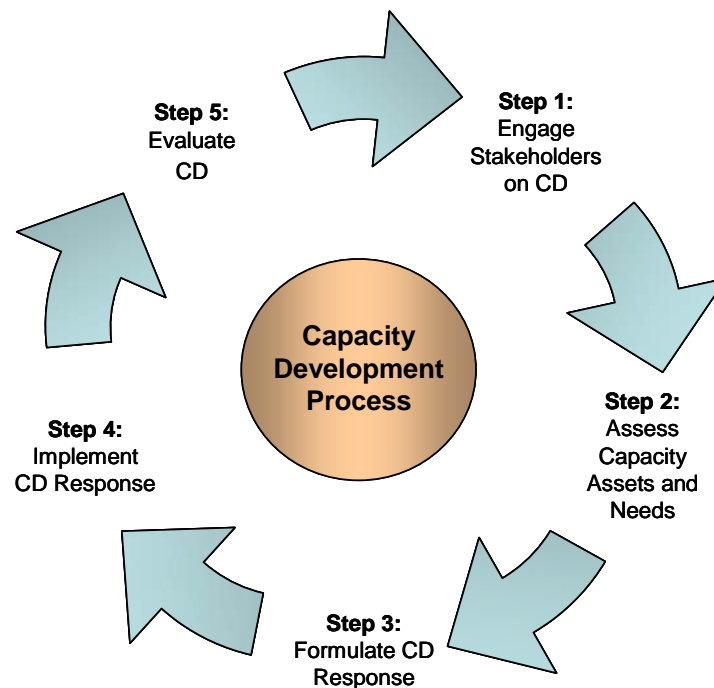 Capacity
Development
Process
Step 1:
Engage
Stakeholders
on CD
Step 2:
Assess
Capacity
Assets and
Needs
Step 3:
Formulate CD
Response
Step 4:
Implement
CD Response
Step 5:
Evaluate
CD